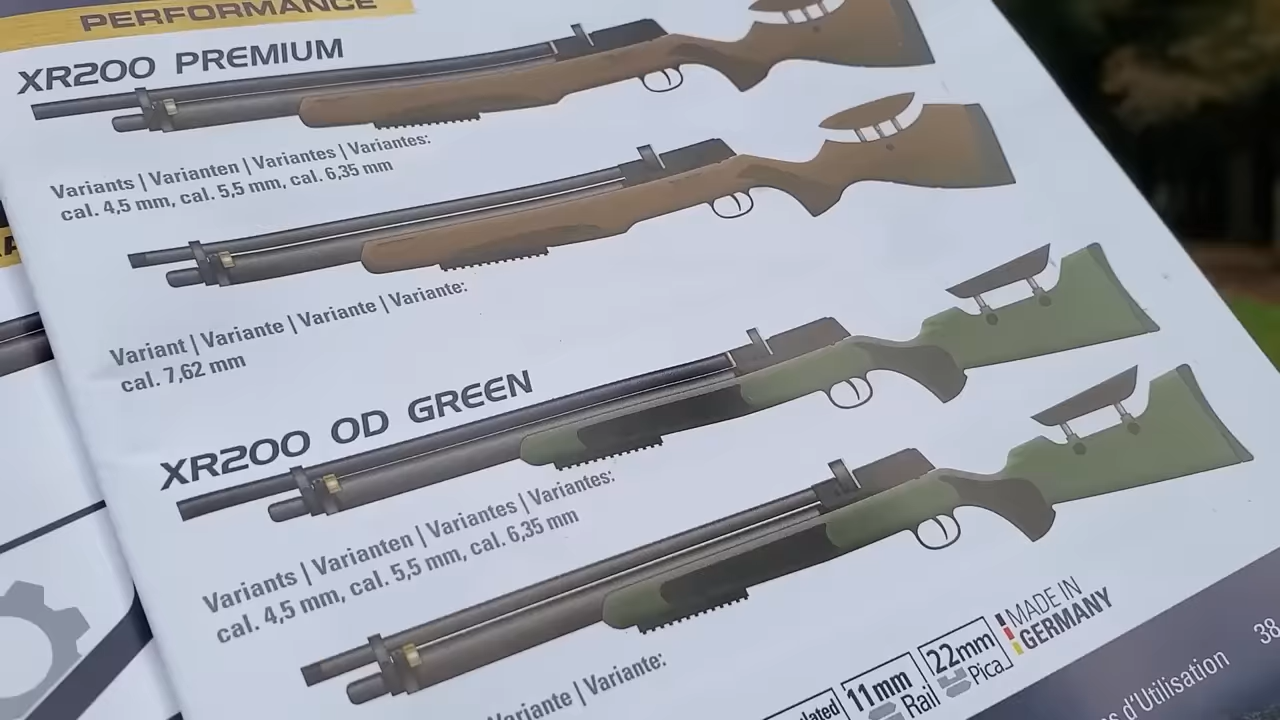 PERFORMANCE
XR200 PREMIUM
Variants | Varianten | Variantes | Variantes:
cal. 4,5 mm, cal. 5,5 mm, cal. 6,35 mm
Variant | Variante | Variante | Variante:
cal. 7,62 mm
XR200 OD GREEN
Variants | Varianten | Variantes | Variantes:
cal. 4,5 mm, cal. 5,5 mm, cal. 6,35 mm
Variante | Variante:
11mm
Rail
22mm
Pica.
MADE IN
GERMANY
d'Utilisation
38